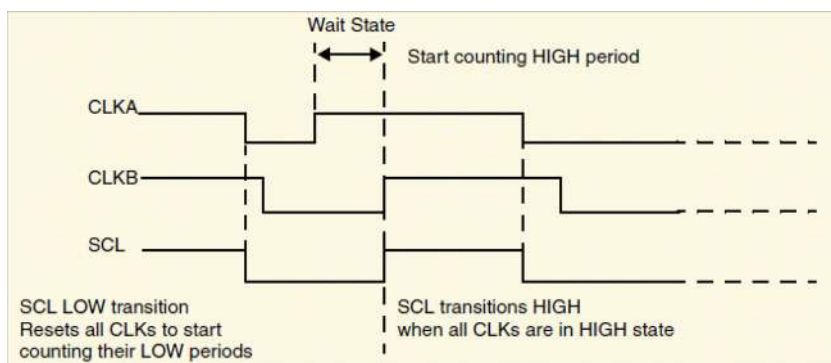 Wait State
Start counting HIGH period
CLKA
CLKB
SCL
SCL LOW transition
Resets all CLKs to start
counting their LOW periods
SCL transitions HIGH
when all CLKs are in HIGH state